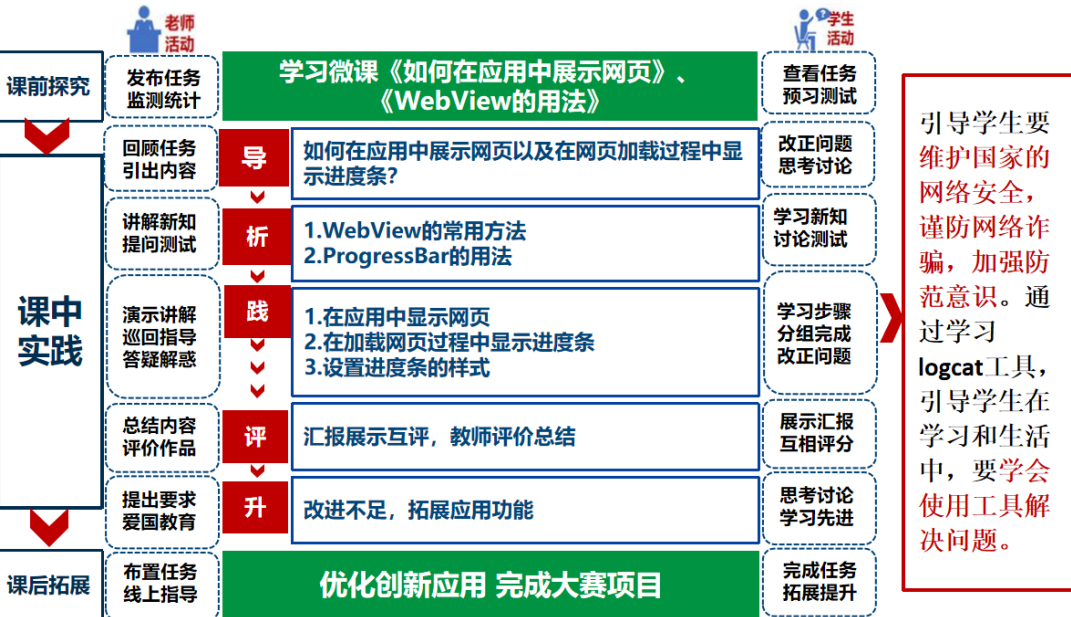 老师
活动
学生
活动
课前探究
发布任务
监测统计
学习微课《如何在应用中展示网页》、
《WebView的用法》
查看任务
预习测试
课中
实践
回顾任务
引出内容
导
如何在应用中展示网页以及在网页加载过程中显
示进度条？
改正问题
思考讨论
讲解新知
提问测试
析
1.WebView的常用方法
2.ProgressBar的用法
学习新知
讨论测试
演示讲解
巡回指导
答疑解惑
践
1.在应用中显示网页
2.在加载网页过程中显示进度条
3.设置进度条的样式
学习步骤
分组完成
改正问题
总结内容
评价作品
评
汇报展示互评，教师评价总结
展示汇报
互相评分
提出要求
爱国教育
升
改进不足，拓展应用功能
思考讨论
学习先进
课后拓展
布置任务
线上指导
优化创新应用 完成大赛项目
完成任务
拓展提升
引导学生要
维护国家的
网络安全，
谨防网络诈
骗，加强防
范意识。通
过学习
logcat工具，
引导学生在
学习和生活
中，要学会
使用工具解
决问题。